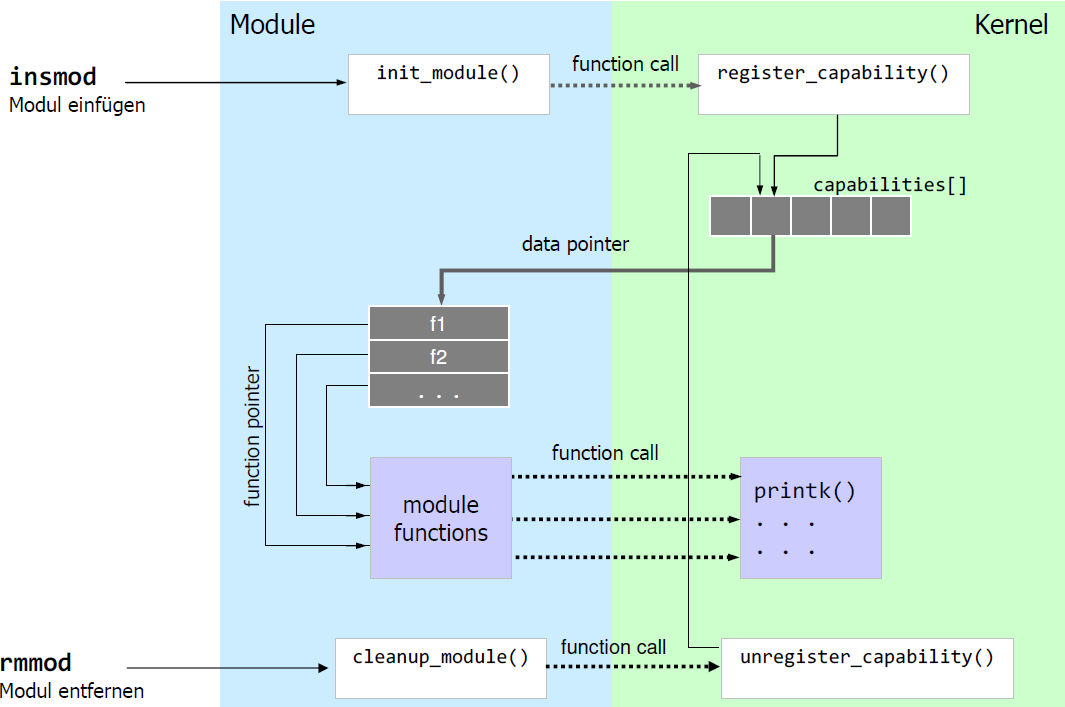 Module
Kernel
insmod
Modul einfügen
init_module()
function call
register_capability()
capabilities[]
data pointer
f1
f2
. . .
function pointer
function call
module
functions
printk()
. . .
. . .
rmmod
Modul entfernen
cleanup_module()
function call
unregister_capability()